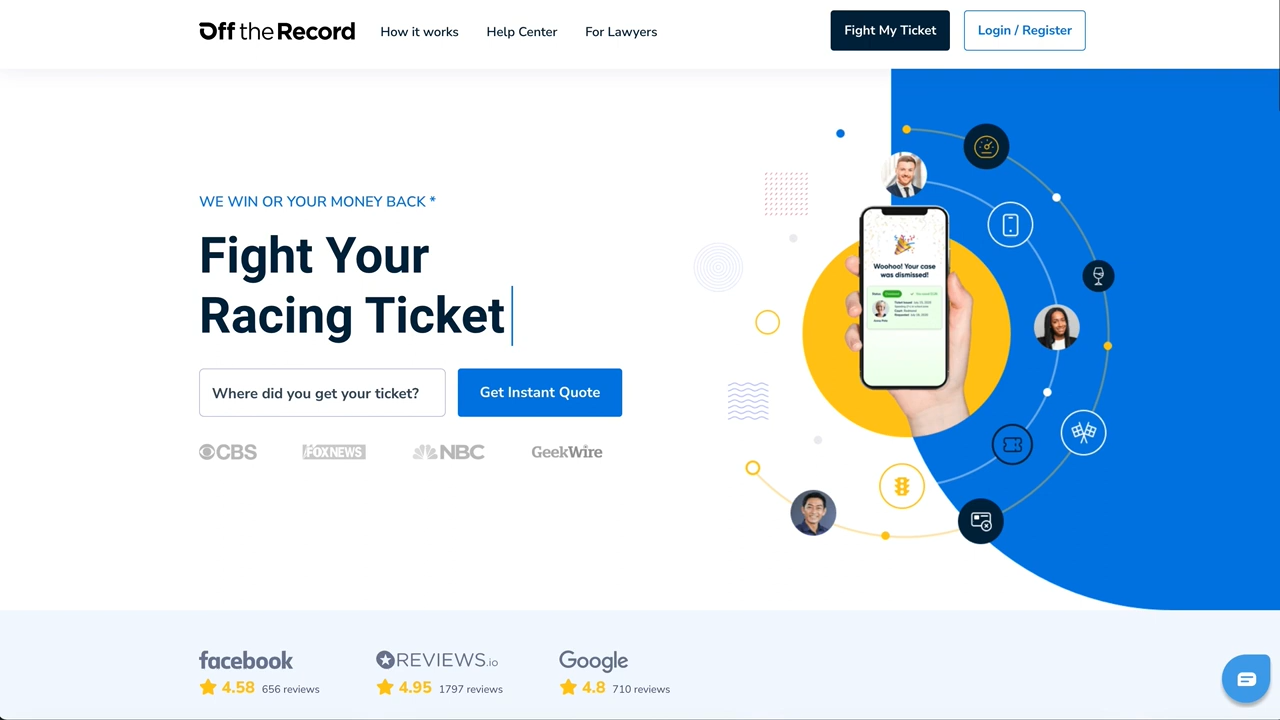 Off the Record
How it works
Help Center
For Lawyers
Fight My Ticket
Login / Register
WE WIN OR YOUR MONEY BACK *
Fight Your
Racing Ticket
Where did you get your ticket?
Get Instant Quote
CBS
FOX NEWS
NBC
GeekWire
Woohoo! Your case
was dismissed!
facebook
4.58 656 reviews
REVIEWS.io
4.95 1797 reviews
Google
4.8 710 reviews